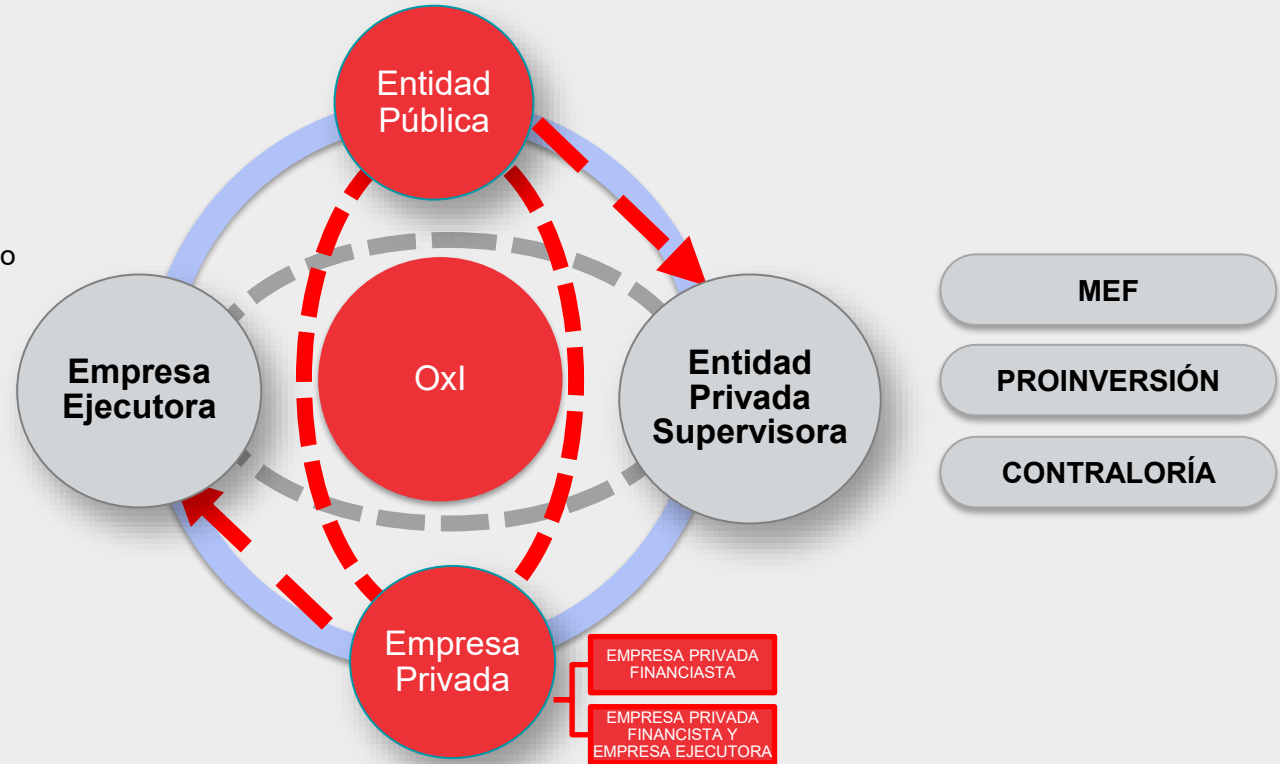 Entidad
Pública
o
Empresa
Ejecutora
OxI
Entidad
Privada
Supervisora
MEF
PROINVERSIÓN
CONTRALORÍA
Empresa
Privada
EMPRESA PRIVADA
FINANCIASTA
EMPRESA PRIVADA
FINANCISTA Y
EMPRESA EJECUTORA